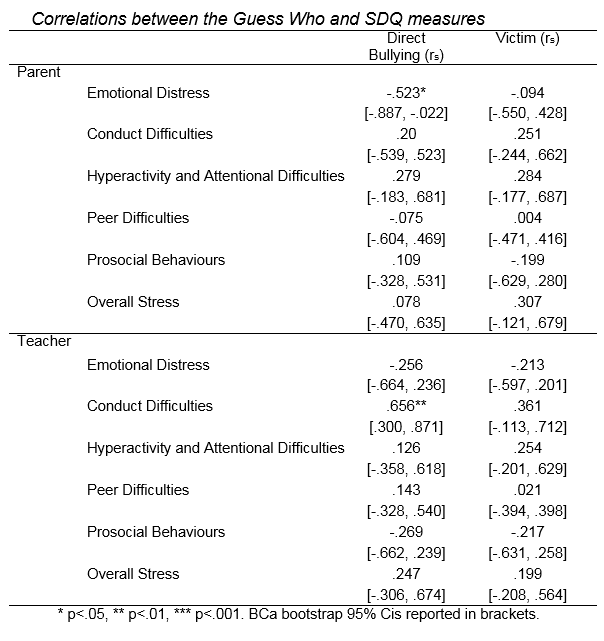 Correlations between the Guess Who and SDQ measures
Direct Bullying (rs) Victim (rs)
Parent
Emotional Distress -.523* -.094
[-.887, -.022] [-.550, .428]
Conduct Difficulties .20 .251
[-.539, .523] [-.244, .662]
Hyperactivity and Attentional Difficulties .279 .284
[-.183, .681] [-.177, .687]
Peer Difficulties -.075 .004
[-.604, .469] [-.471, .416]
Prosocial Behaviours .109 -.199
[-.328, .531] [-.629, .280]
Overall Stress .078 .307
[-.470, .635] [-.121, .679]
Teacher
Emotional Distress -.256 -.213
[-.664, .236] [-.597, .201]
Conduct Difficulties .656** .361
[.300, .871] [-.113, .712]
Hyperactivity and Attentional Difficulties .126 .254
[-.358, .618] [-.201, .629]
Peer Difficulties .143 .021
[-.328, .540] [-.394, .398]
Prosocial Behaviours -.269 -.217
[-.662, .239] [-.631, .258]
Overall Stress .247 .199
[-.306, .674] [-.208, .564]
* p<.05, ** p<.01, *** p<.001. BCa bootstrap 95% Cis reported in brackets.